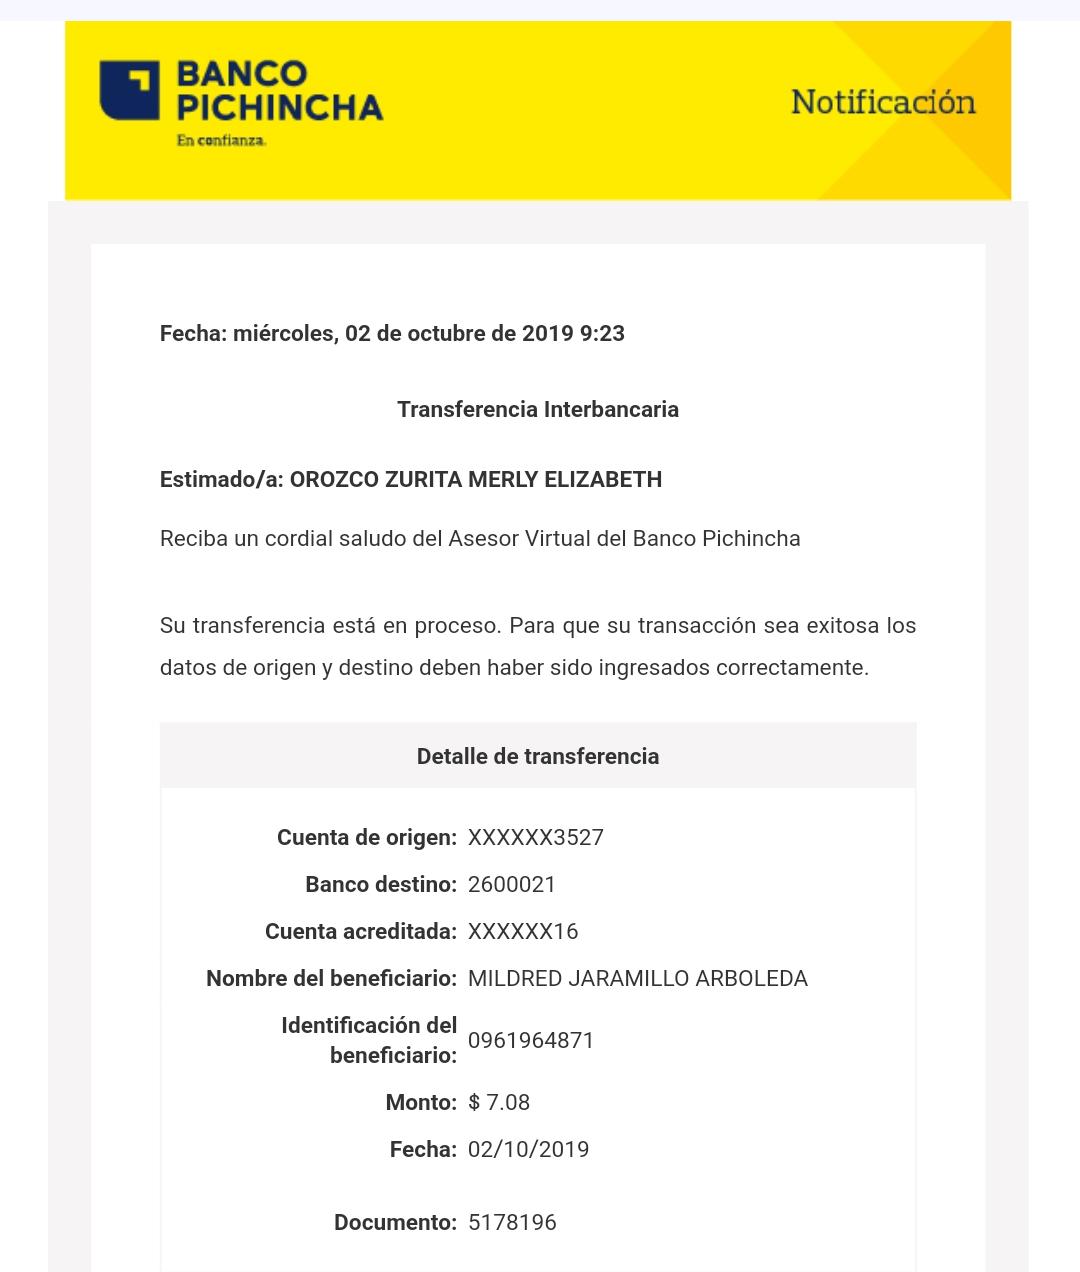 BANCO
PICHINCHA
En confianza.
Notificación
Fecha: miércoles, 02 de octubre de 2019 9:23
Transferencia Interbancaria
Estimado/a: OROZCO ZURITA MERLY ELIZABETH
Reciba un cordial saludo del Asesor Virtual del Banco Pichincha
Su transferencia está en proceso. Para que su transacción sea exitosa los
datos de origen y destino deben haber sido ingresados correctamente.
Detalle de transferencia
Cuenta de origen: XXXXXX3527
Banco destino: 2600021
Cuenta acreditada: XXXXXX16
Nombre del beneficiario: MILDRED JARAMILLO ARBOLEDA
Identificación del
beneficiario: 0961964871
Monto: $ 7.08
Fecha: 02/10/2019
Documento: 5178196